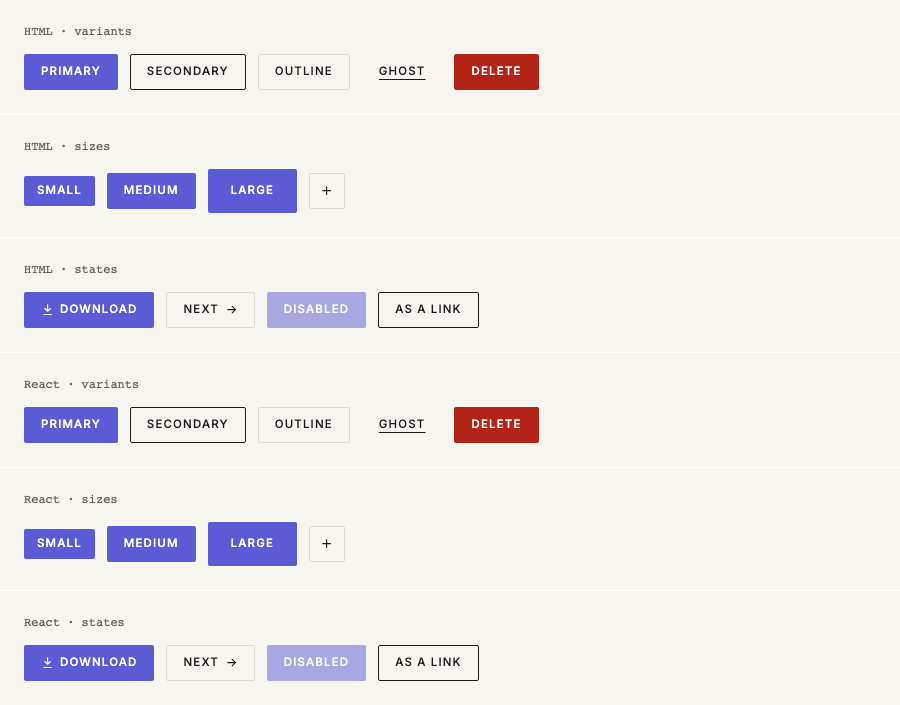 HTML · variants
PRIMARY SECONDARY OUTLINE GHOST DELETE
HTML · sizes
SMALL MEDIUM LARGE +
HTML · states
DOWNLOAD NEXT → DISABLED AS A LINK
React · variants
PRIMARY SECONDARY OUTLINE GHOST DELETE
React · sizes
SMALL MEDIUM LARGE +
React · states
DOWNLOAD NEXT → DISABLED AS A LINK